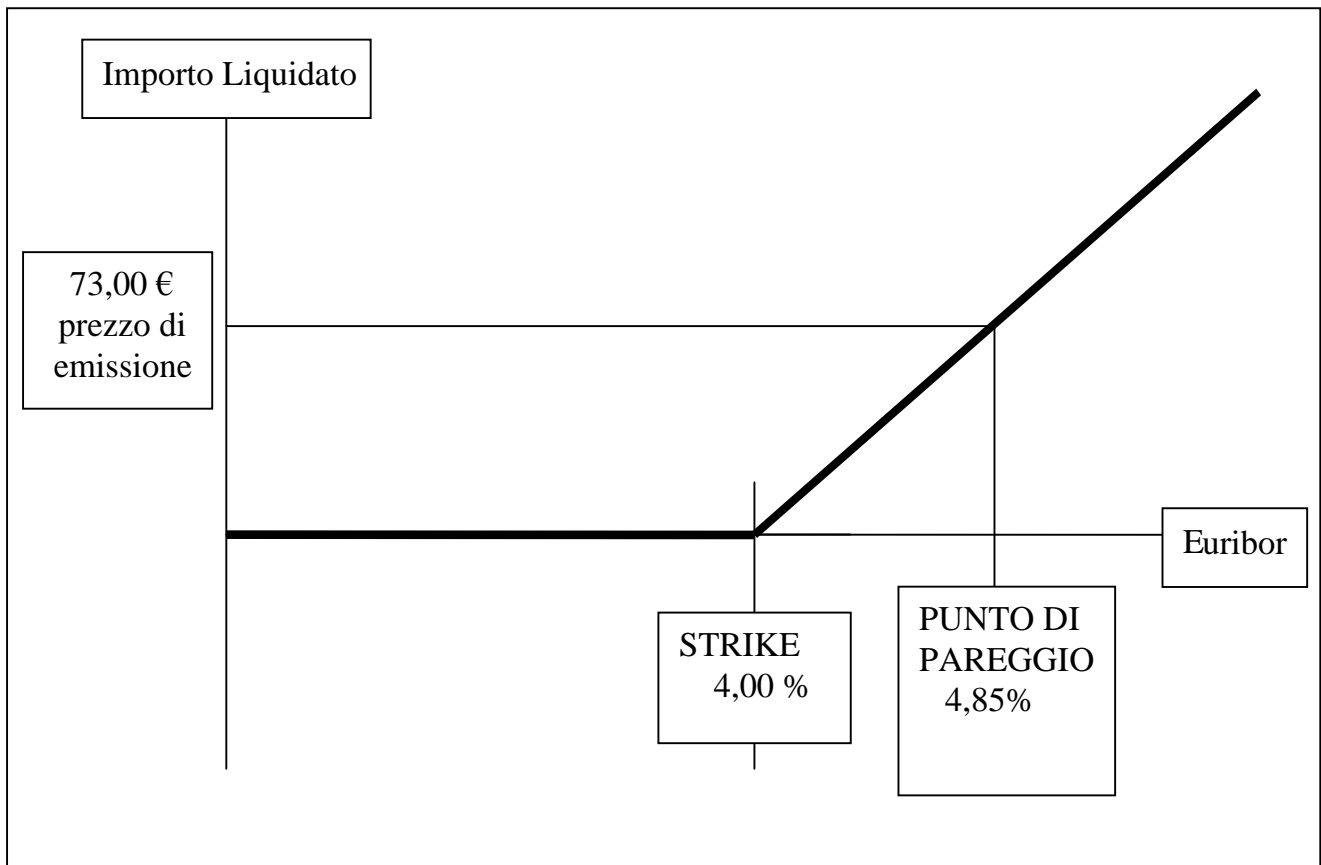 Importo Liquidato
73,00 €
prezzo di
emissione
Euribor
STRIKE
4,00 %
PUNTO DI
PAREGGIO
4,85%